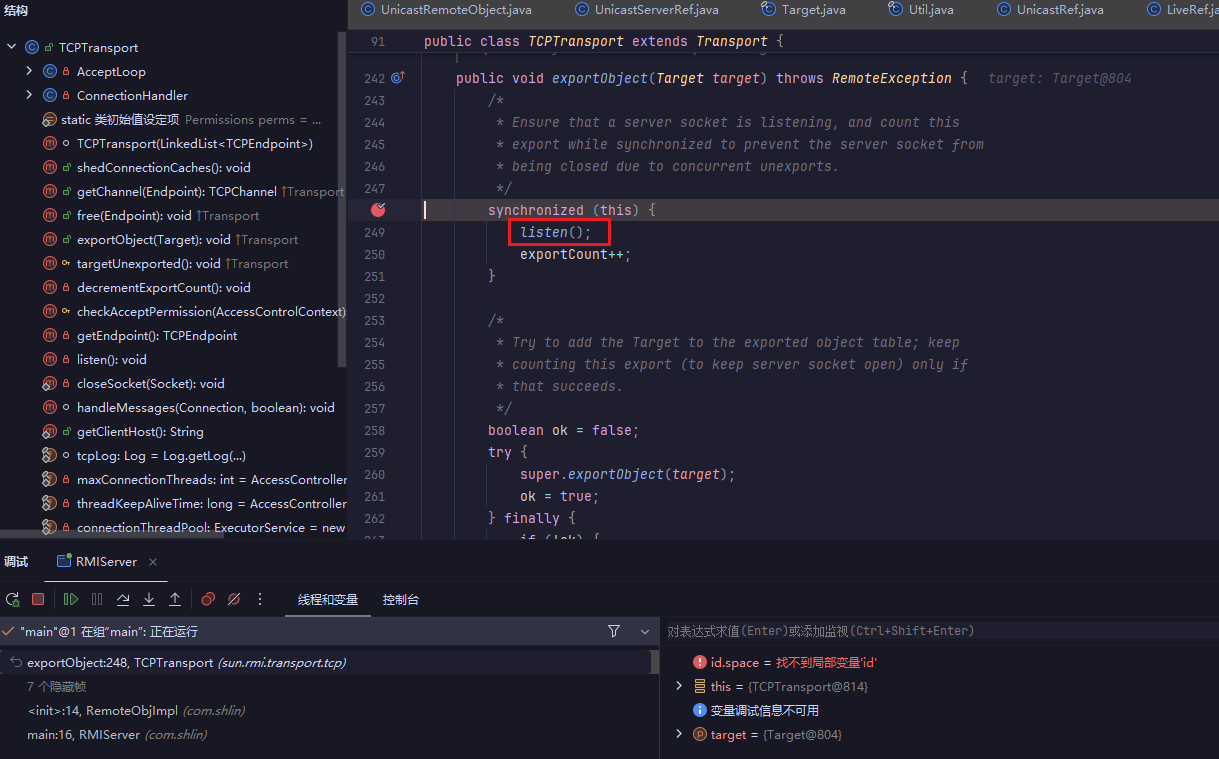 结构
UnicastRemoteObject.java
UnicastServerRef.java
Target.java
Util.java
UnicastRef.java
LiveRef.ja
TCPTransport
AcceptLoop
ConnectionHandler
static 类初始值设定项 Permissions perms = ...
TCPTransport(LinkedList<TCPEndpoint>)
shedConnectionCaches(): void
getChannel(Endpoint): TCPChannel ↑Transport
free(Endpoint): void ↑Transport
exportObject(Target): void ↑Transport
targetUnexported(): void ↑Transport
decrementExportCount(): void
checkAcceptPermission(AccessControlContext)
getEndpoint(): TCPEndpoint
listen(): void
closeSocket(Socket): void
handleMessages(Connection, boolean): void
getClientHost(): String
tcpLog: Log = Log.getLog(...)
maxConnectionThreads: int = AccessController
threadKeepAliveTime: long = AccessController
connectionThreadPool: ExecutorService = new
91 public class TCPTransport extends Transport {
242 public void exportObject(Target target) throws RemoteException { target: Target@804
243 /*
244 * Ensure that a server socket is listening, and count this
245 * export while synchronized to prevent the server socket from
246 * being closed due to concurrent unexports.
247 */
synchronized (this) {
249 listen();
250 exportCount++;
251 }
252
253 /*
254 * Try to add the Target to the exported object table; keep
255 * counting this export (to keep server socket open) only if
256 * that succeeds.
257 */
258 boolean ok = false;
259 try {
260 super.exportObject(target);
261 ok = true;
262 } finally {
263 if (!ok) {
调试
RMIServer
线程和变量
控制台
"main"@1 在组"main": 正在运行
exportObject:248, TCPTransport (sun.rmi.transport.tcp)
7 个隐藏帧
<init>:14, RemoteObjImpl (com.shlin)
main:16, RMIServer (com.shlin)
对表达式求值(Enter)或添加监视(Ctrl+Shift+Enter)
id.space = 找不到局部变量'id'
this = {TCPTransport@814}
变量调试信息不可用
target = {Target@804}